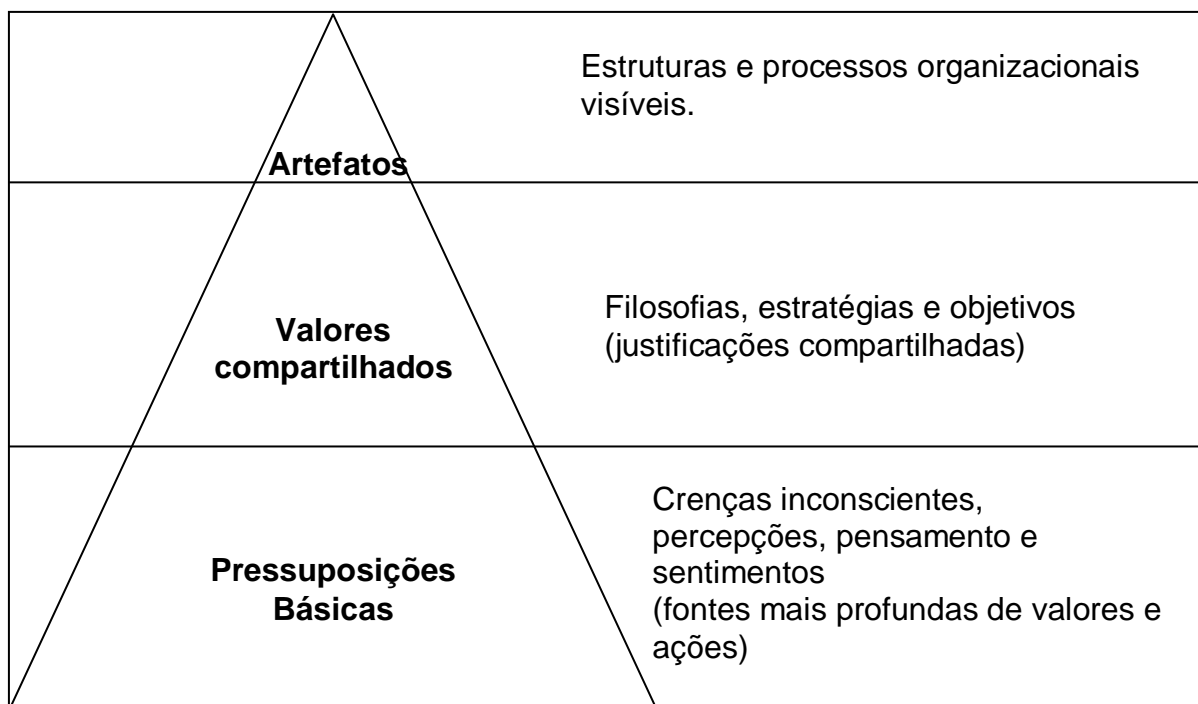 Estruturas e processos organizacionais
visíveis.
Artefatos
Valores
compartilhados
Filosofias, estratégias e objetivos
(justificações compartilhadas)
Pressuposições
Básicas
Crenças inconscientes,
percepções, pensamento e
sentimentos
(fontes mais profundas de valores e
ações)